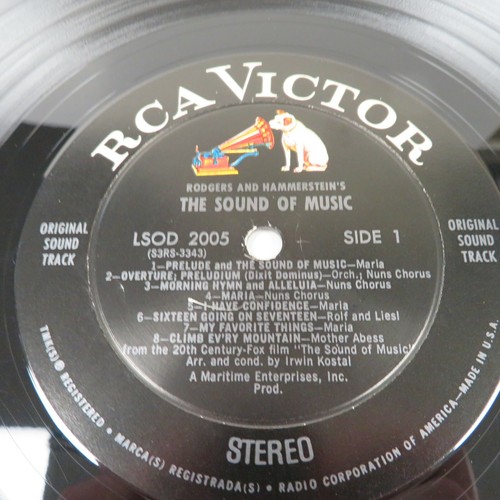 RCA VICTOR
RODGERS AND HAMMERSTEIN'S
THE SOUND OF MUSIC
ORIGINAL
SOUND
TRACK
LSOD 2005
(S3RS-3343)
SIDE 1
ORIGINAL
SOUND
TRACK
1—PRELUDE and THE SOUND OF MUSIC—Maria
2—OVERTURE; PRELUDIUM (Dixit Dominus)—Orch.; Nuns Chorus
3—MORNING HYMN and ALLELUIA—Nuns Chorus
4—MARIA—Nuns Chorus
5—I HAVE CONFIDENCE—Maria
6—SIXTEEN GOING ON SEVENTEEN—Rolf and Liesl
7—MY FAVORITE THINGS—Maria
8—CLIMB EV'RY MOUNTAIN—Mother Abess
from the 20th Century-Fox film "The Sound of Music"
Arr. and cond. by Irwin Kostal
A Maritime Enterprises, Inc.
Prod.
STEREO
TMK(S) ® REGISTERED • MARCA(S) REGISTRADA(S) • RADIO CORPORATION OF AMERICA—MADE IN U.S.A.